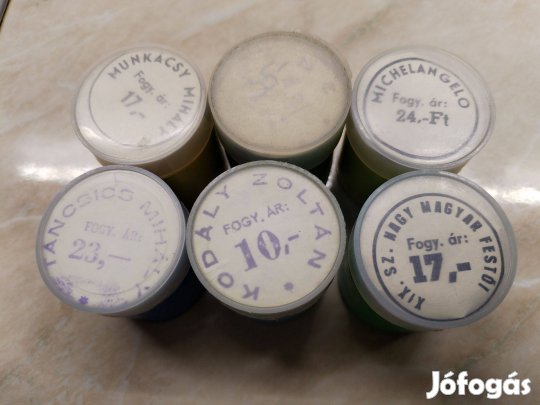 MUNKÁCSY MIHÁLY
Fogy. ár:
17,-
MICHELANGELO
Fogy. ár:
24,-Ft
TÁNCSICS MIHÁLY
FOGY. ÁR:
23,—
KODÁLY ZOLTÁN
FOGY. ÁR:
10,-
XIX. SZ. NAGY MAGYAR FESTŐI
Fogy. ár:
17,-
Jófogás